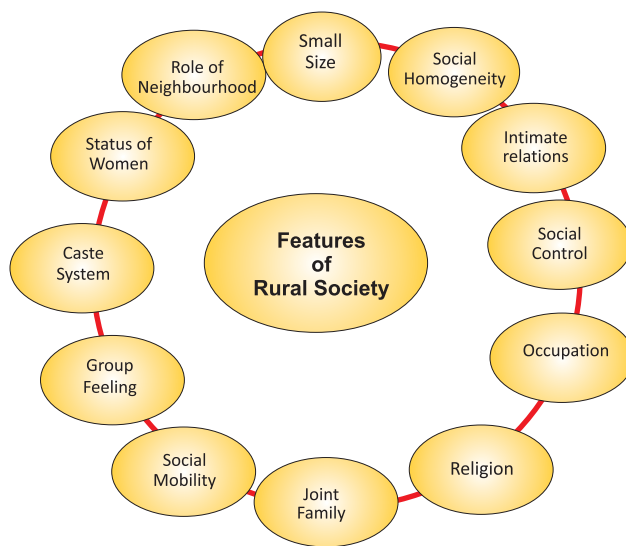 Features
of
Rural Society
Small
Size
Social
Homogeneity
Intimate
relations
Social
Control
Occupation
Religion
Joint
Family
Social
Mobility
Group
Feeling
Caste
System
Status of
Women
Role of
Neighbourhood